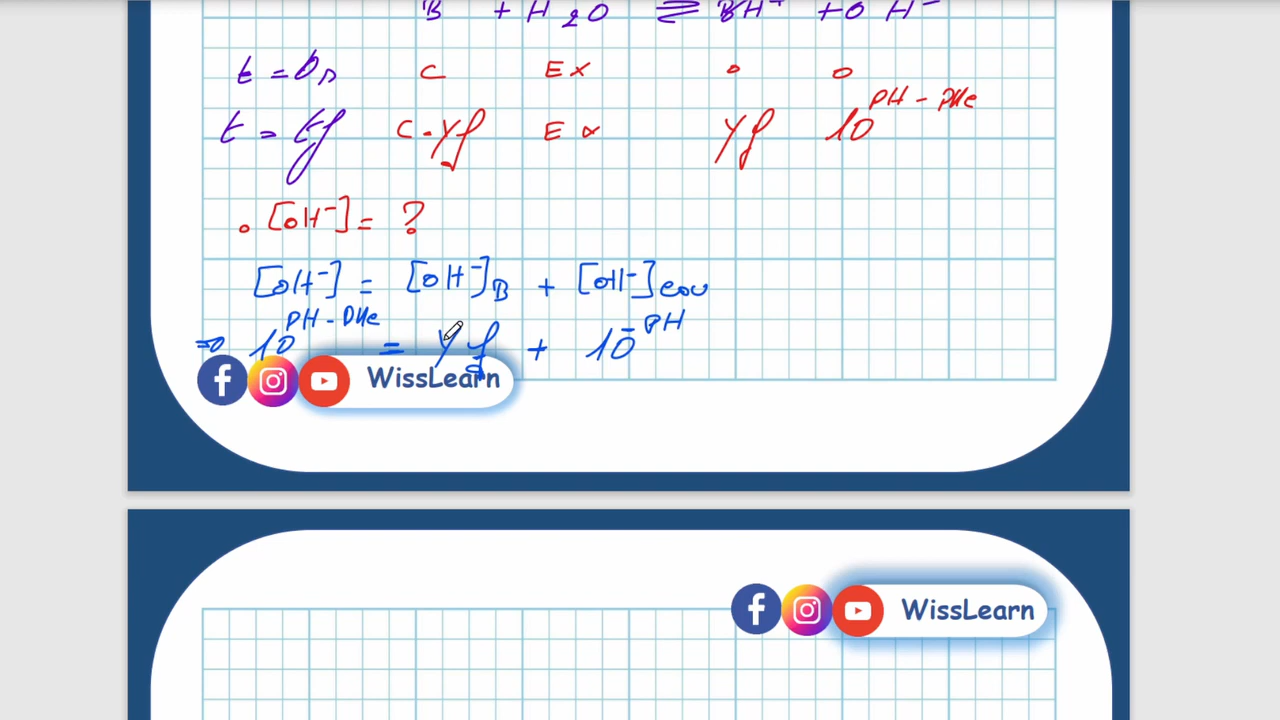 B + H₂O ⇌ BH⁺ + OH⁻
t = 0s C Ex 0 0
t = tf C - yf Ex yf 10^PH-PKe
. [OH⁻] = ?
[OH⁻] = [OH⁻]B + [OH⁻]eau
⇒ 10^PH-PKe = yf + 10^-PH
WissLearn
WissLearn